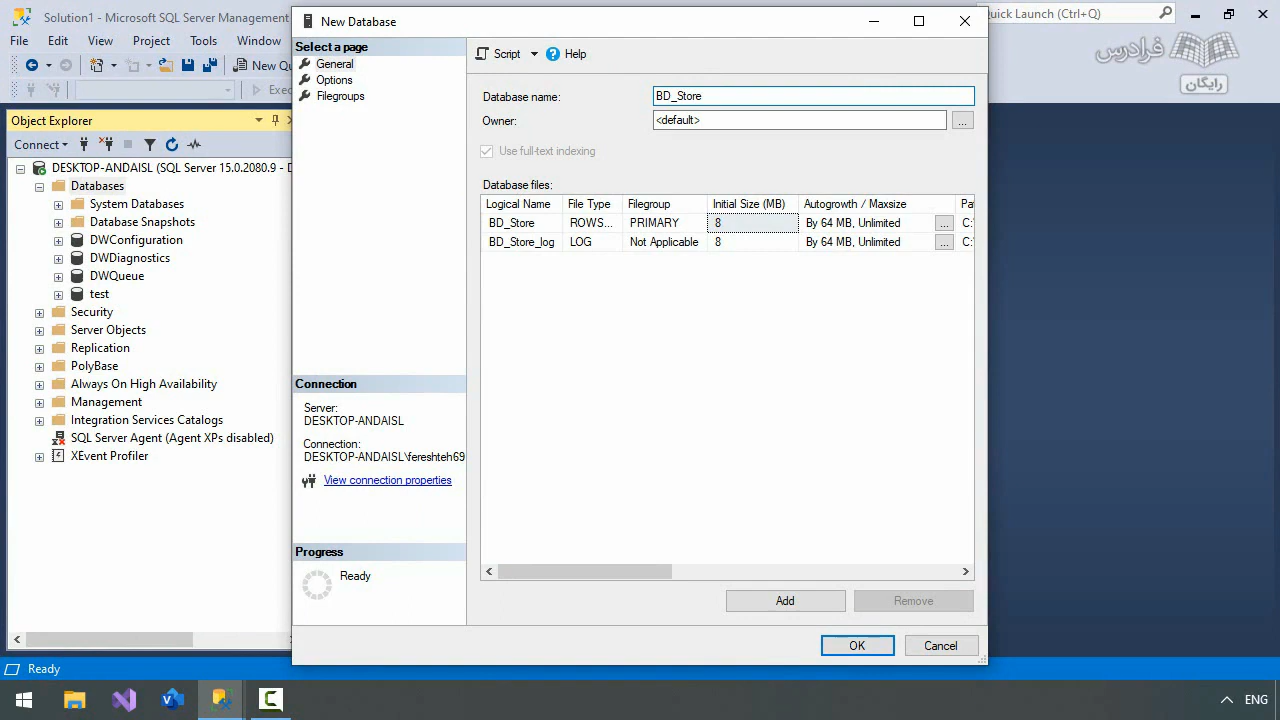 Solution1 - Microsoft SQL Server Management
Quick Launch (Ctrl+Q)
File Edit View Project Tools Window
New Qu
Execute
فرادرس
رایگان
Object Explorer
Connect
DESKTOP-ANDAISL (SQL Server 15.0.2080.9 - D
Databases
System Databases
Database Snapshots
DWConfiguration
DWDiagnostics
DWQueue
test
Security
Server Objects
Replication
PolyBase
Always On High Availability
Management
Integration Services Catalogs
SQL Server Agent (Agent XPs disabled)
XEvent Profiler
New Database
Select a page
General
Options
Filegroups
Connection
Server:
DESKTOP-ANDAISL
Connection:
DESKTOP-ANDAISL\fereshteh69
View connection properties
Progress
Ready
Script Help
Database name: BD_Store
Owner: <default> ...
Use full-text indexing
Database files:
Logical Name File Type Filegroup Initial Size (MB) Autogrowth / Maxsize Pa
BD_Store ROWS... PRIMARY 8 By 64 MB, Unlimited ... C:
BD_Store_log LOG Not Applicable 8 By 64 MB, Unlimited ... C:
Add Remove
OK Cancel
Ready
ENG